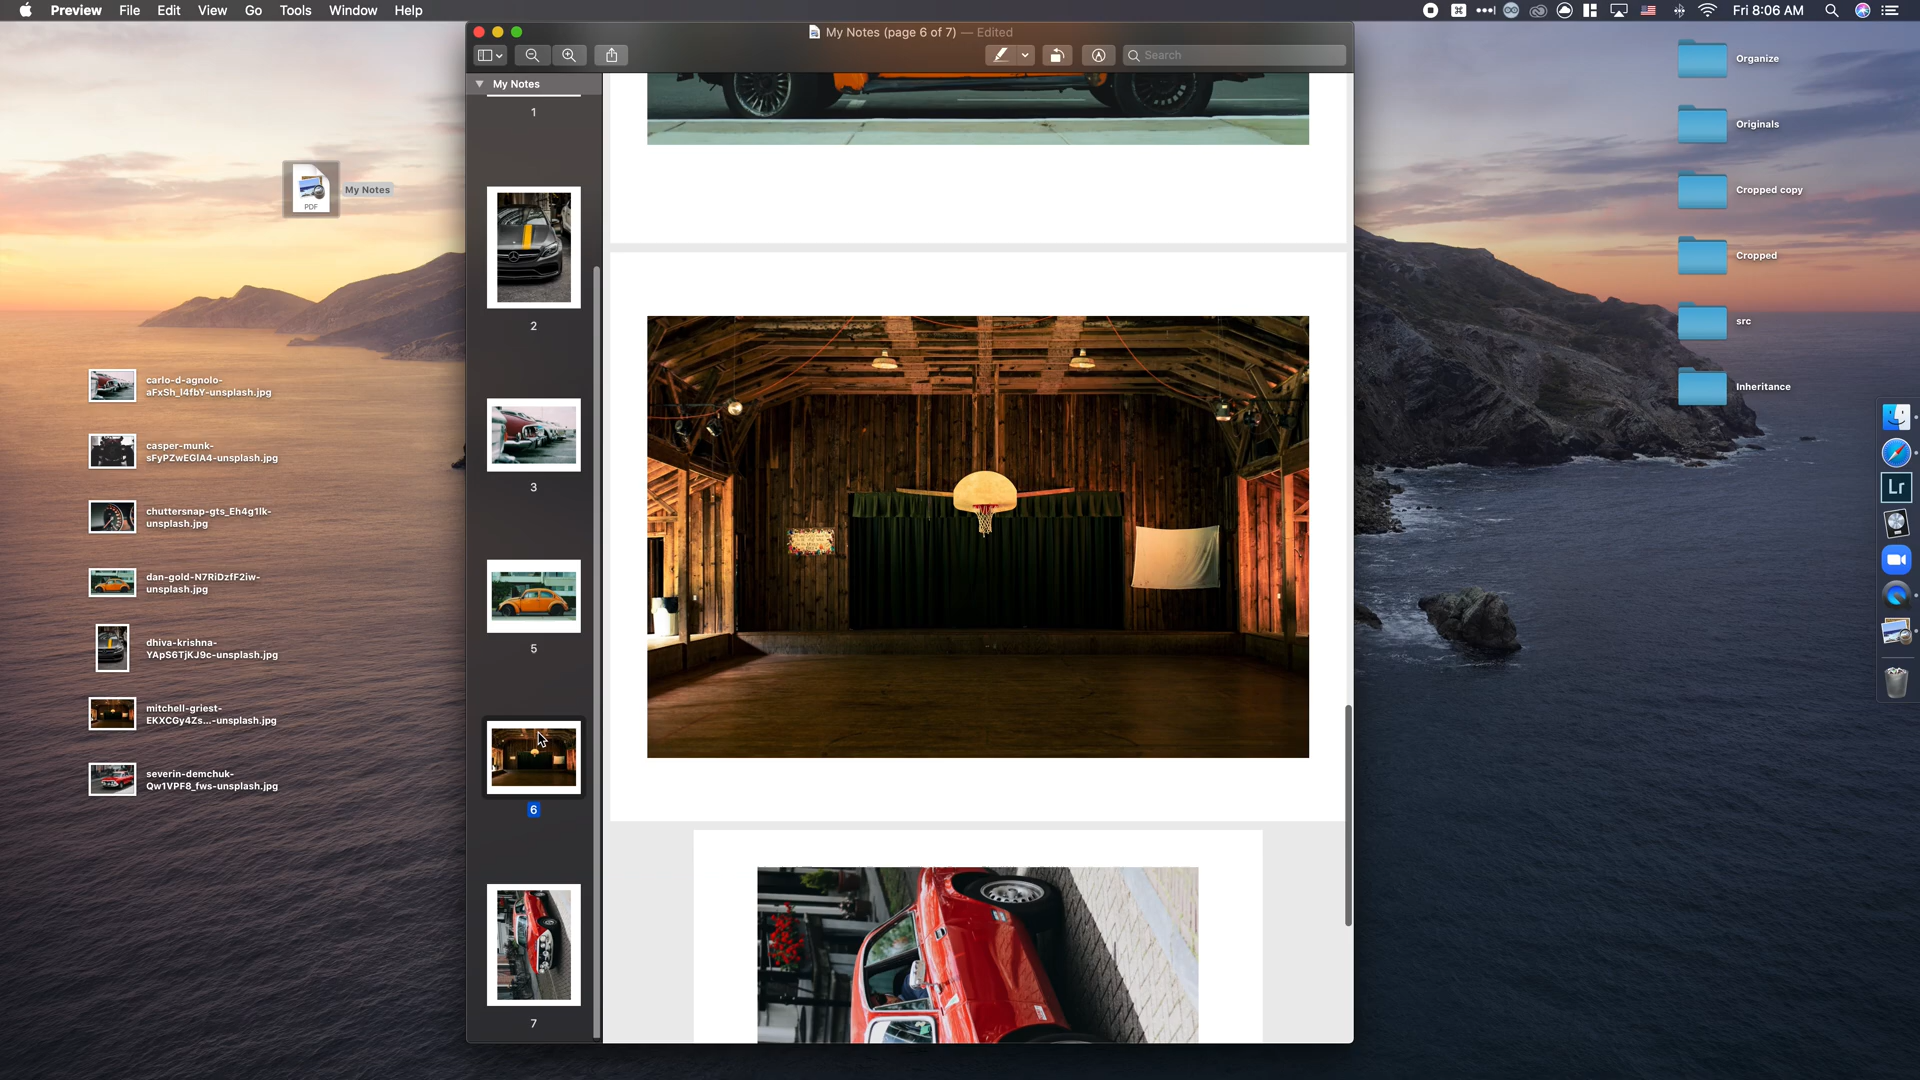 Preview File Edit View Go Tools Window Help
Fri 8:06 AM
My Notes (page 6 of 7) — Edited
Search
My Notes
1
2
3
5
6
7
PDF
My Notes
carlo-d-agnolo-
aFxSh_l4fbY-unsplash.jpg
casper-munk-
sFyPZwEGIA4-unsplash.jpg
chuttersnap-gts_Eh4g1lk-
unsplash.jpg
dan-gold-N7RiDzfF2iw-
unsplash.jpg
dhiva-krishna-
YApS6TjKJ9c-unsplash.jpg
mitchell-griest-
EKXCGy4Zs...-unsplash.jpg
severin-demchuk-
Qw1VPF8_fws-unsplash.jpg
Organize
Originals
Cropped copy
Cropped
src
Inheritance
Lr